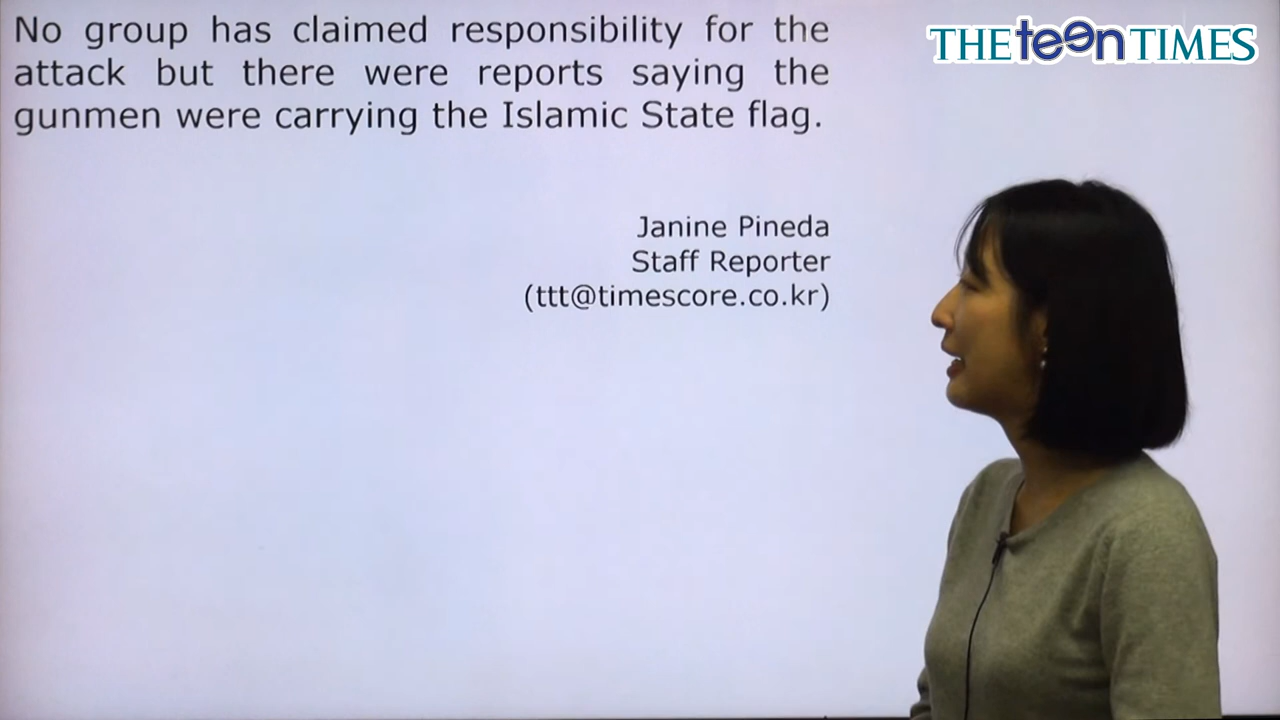 No group has claimed responsibility for the
attack but there were reports saying the
gunmen were carrying the Islamic State flag.
Janine Pineda
Staff Reporter
(ttt@timescore.co.kr)
THE teen TIMES